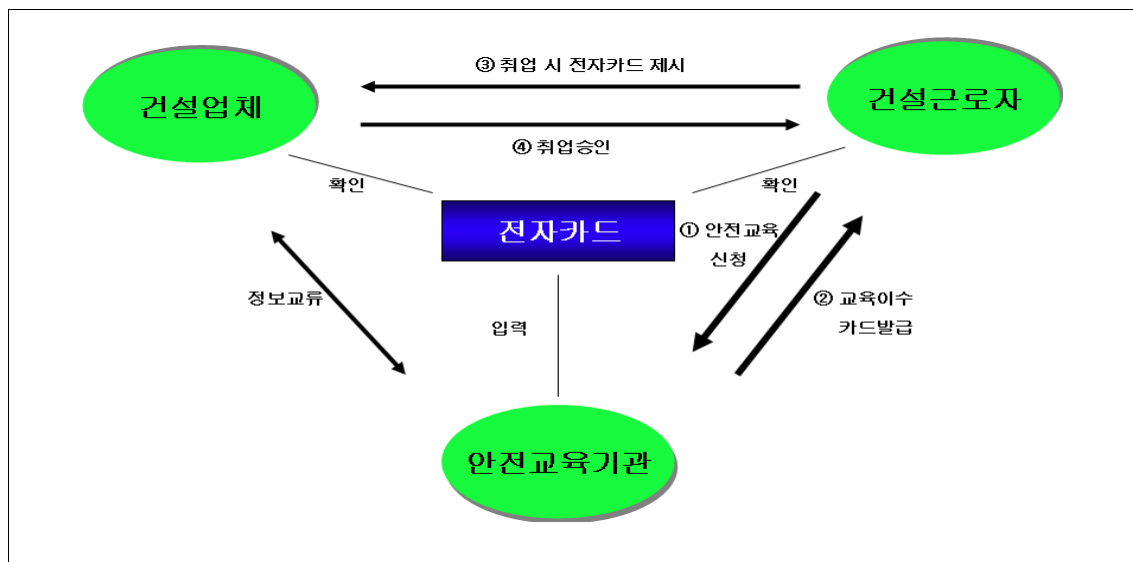 ③ 취업 시 전자카드 제시
건설업체
건설근로자
④ 취업승인
확인
확인
전자카드
① 안전교육
신청
정보교류
② 교육이수
카드발급
입력
안전교육기관